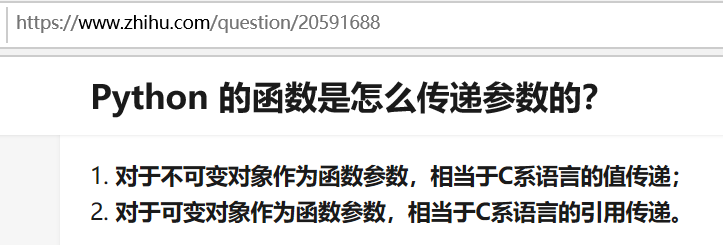 https://www.zhihu.com/question/20591688
Python 的函数是怎么传递参数的？
1. 对于不可变对象作为函数参数，相当于C系语言的值传递；
2. 对于可变对象作为函数参数，相当于C系语言的引用传递。